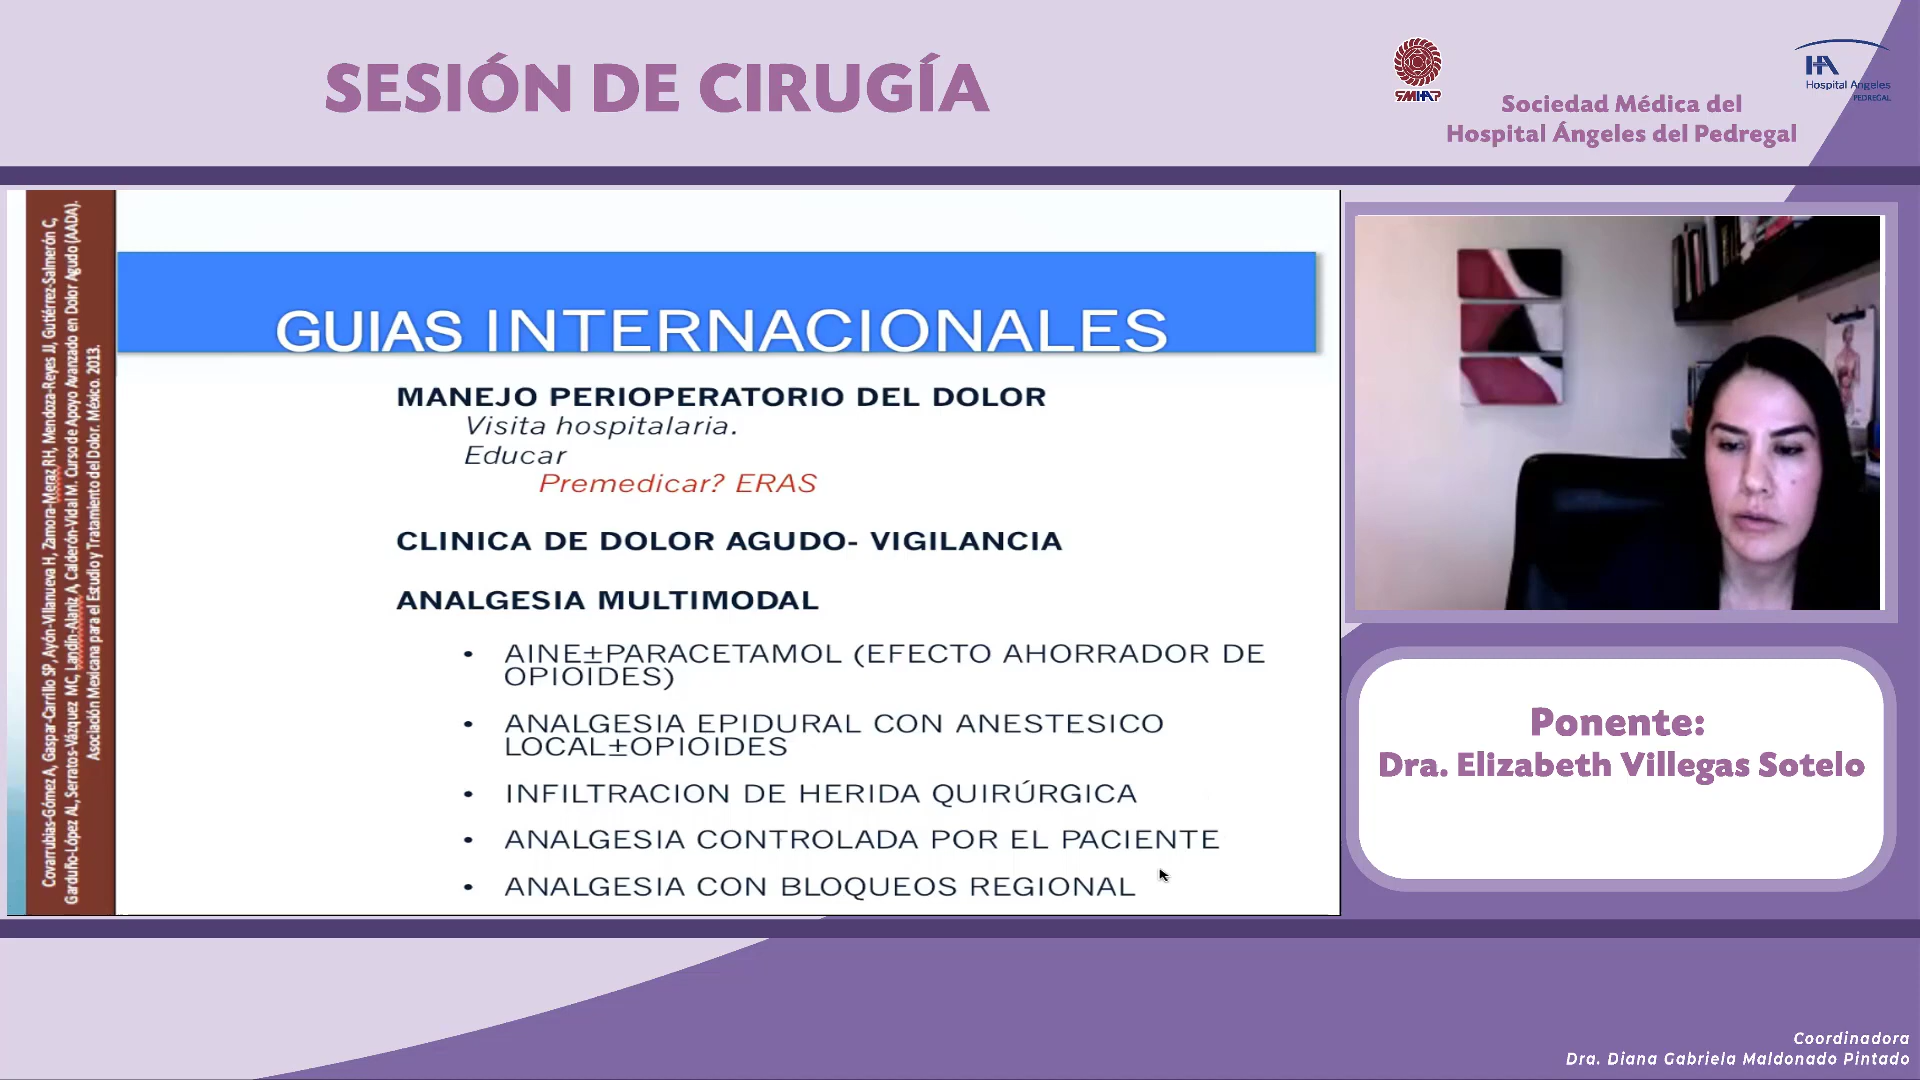 SESIÓN DE CIRUGÍA
SMHAP
Sociedad Médica del
Hospital Ángeles del Pedregal
HA
Hospital Angeles
PEDREGAL
Covarrubias-Gómez A, Gaspar-Carrillo SP, Ayón-Villanueva H, Zamora-Meraz RH, Mendoza-Reyes JJ, Gutiérrez-Salmerón C,
Garduño-López AL, Serratos-Vázquez MC, Landín-Alaniz A, Calderón-Vidal M. Curso de Apoyo Avanzado en Dolor Agudo (AADA).
Asociación Mexicana para el Estudio y Tratamiento del Dolor. México. 2013.
GUIAS INTERNACIONALES
MANEJO PERIOPERATORIO DEL DOLOR
Visita hospitalaria.
Educar
Premedicar? ERAS
CLINICA DE DOLOR AGUDO- VIGILANCIA
ANALGESIA MULTIMODAL
• AINE±PARACETAMOL (EFECTO AHORRADOR DE
OPIOIDES)
• ANALGESIA EPIDURAL CON ANESTESICO
LOCAL±OPIOIDES
• INFILTRACION DE HERIDA QUIRÚRGICA
• ANALGESIA CONTROLADA POR EL PACIENTE
• ANALGESIA CON BLOQUEOS REGIONAL
Ponente:
Dra. Elizabeth Villegas Sotelo
Coordinadora
Dra. Diana Gabriela Maldonado Pintado